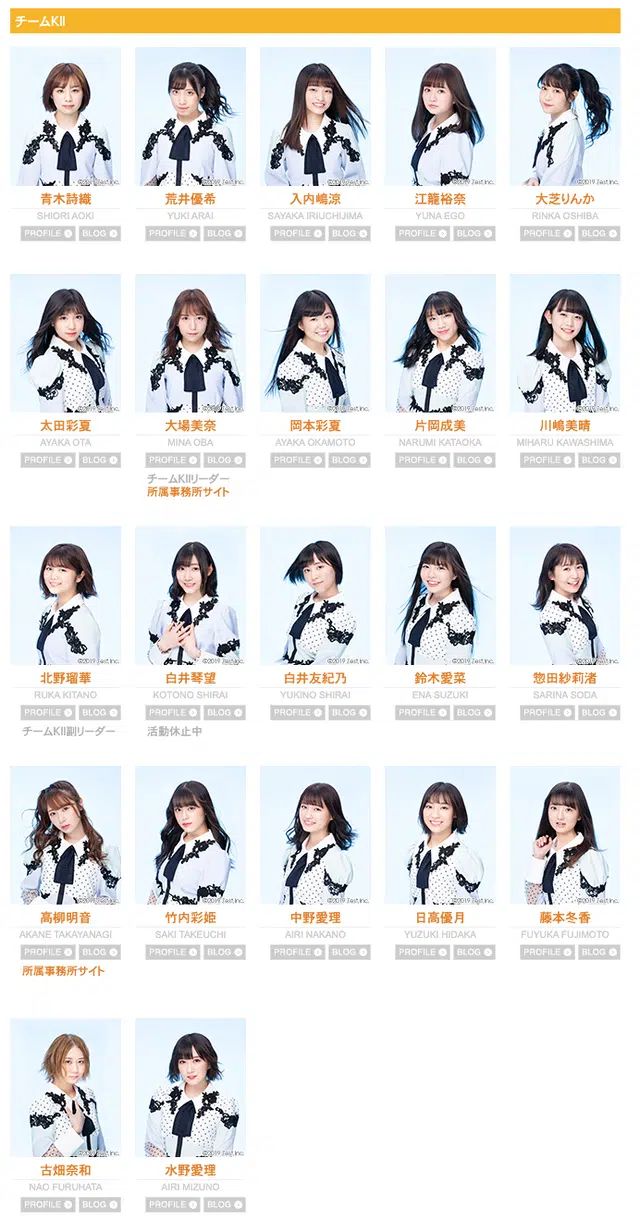 チームKII
©2019 Zest,Inc. ©2019 Zest,Inc. ©2019 Zest,Inc. ©2019 Zest,Inc. ©2019 Zest,Inc.
青木詩織 荒井優希 入内嶋涼 江籠裕奈 大芝りんか
SHIORI AOKI YUKI ARAI SAYAKA IRIUCHIJIMA YUNA EGO RINKA OSHIBA
PROFILE BLOG PROFILE BLOG PROFILE BLOG PROFILE BLOG PROFILE BLOG
©2019 Zest,Inc. ©2019 Zest,Inc. ©2019 Zest,Inc. ©2019 Zest,Inc. ©2019 Zest,Inc.
太田彩夏 大場美奈 岡本彩夏 片岡成美 川嶋美晴
AYAKA OTA MINA OBA AYAKA OKAMOTO NARUMI KATAOKA MIHARU KAWASHIMA
PROFILE BLOG PROFILE BLOG PROFILE BLOG PROFILE BLOG PROFILE BLOG
チームKIIリーダー
所属事務所サイト
©2019 Zest,Inc. ©2019 Zest,Inc. ©2019 Zest,Inc. ©2019 Zest,Inc. ©2019 Zest,Inc.
北野瑠華 白井琴望 白井友紀乃 鈴木愛菜 惣田紗莉渚
RUKA KITANO KOTONO SHIRAI YUKINO SHIRAI ENA SUZUKI SARINA SODA
PROFILE BLOG PROFILE BLOG PROFILE BLOG PROFILE BLOG PROFILE BLOG
チームKII副リーダー 活動休止中
©2019 Zest,Inc. ©2019 Zest,Inc. ©2019 Zest,Inc. ©2019 Zest,Inc. ©2019 Zest,Inc.
高柳明音 竹内彩姫 中野愛理 日高優月 藤本冬香
AKANE TAKAYANAGI SAKI TAKEUCHI AIRI NAKANO YUZUKI HIDAKA FUYUKA FUJIMOTO
PROFILE BLOG PROFILE BLOG PROFILE BLOG PROFILE BLOG PROFILE BLOG
所属事務所サイト
©2019 Zest,Inc. ©2019 Zest,Inc.
古畑奈和 水野愛理
NAO FURUHATA AIRI MIZUNO
PROFILE BLOG PROFILE BLOG